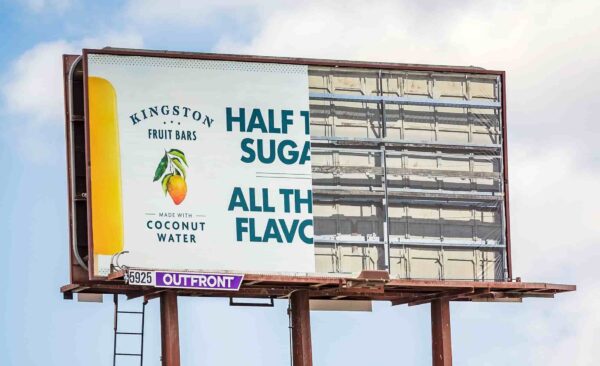 KINGSTON
FRUIT BARS
MADE WITH
COCONUT
WATER
HALF T
SUGA
ALL TH
FLAVO
5925 OUTFRONT